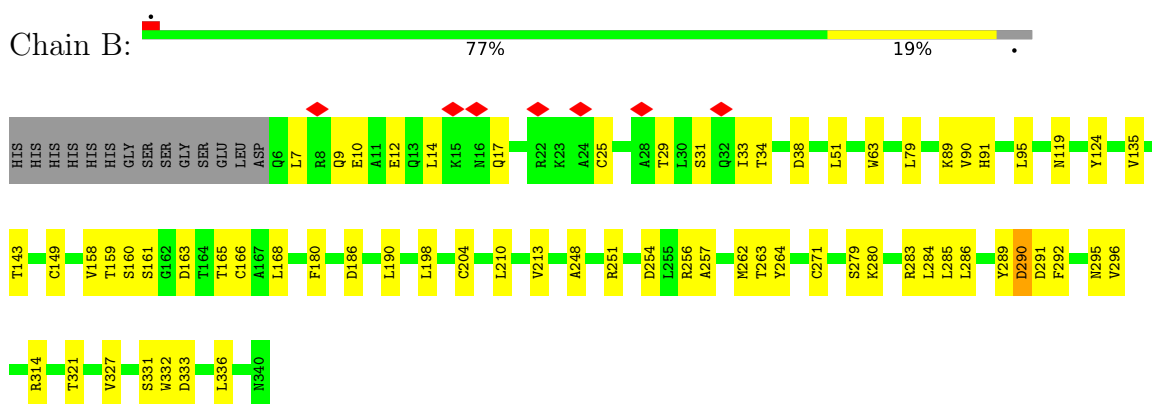 Chain B:
77% 19%
HIS HIS HIS HIS HIS HIS GLY SER SER GLY SER GLU LEU ASP Q6 L7 R8 Q9 E10 A11 E12 Q13 L14 K15 N16 Q17 R22 K23 A24 C25 A28 T29 L30 S31 Q32 I33 T34 D38 L51 W63 L79 K89 V90 H91 L95 N119 Y124 V135
T143 C149 V158 T159 S160 S161 G162 D163 T164 T165 C166 A167 L168 F180 D186 L190 L198 C204 L210 V213 A248 R251 D254 L255 R256 A257 M262 T263 Y264 C271 S279 K280 R283 L284 L285 L286 Y289 D290 D291 F292 N295 V296
R314 T321 V327 S331 W332 D333 L336 N340